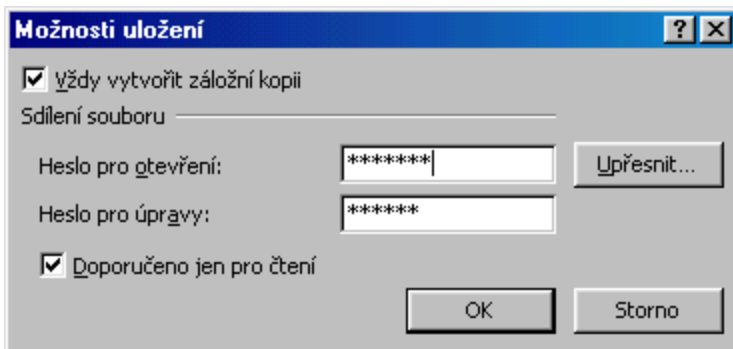 Možnosti uložení
Vždy vytvořit záložní kopii
Sdílení souboru
Heslo pro otevření: ******* Upřesnit...
Heslo pro úpravy: ******
Doporučeno jen pro čtení
OK Storno